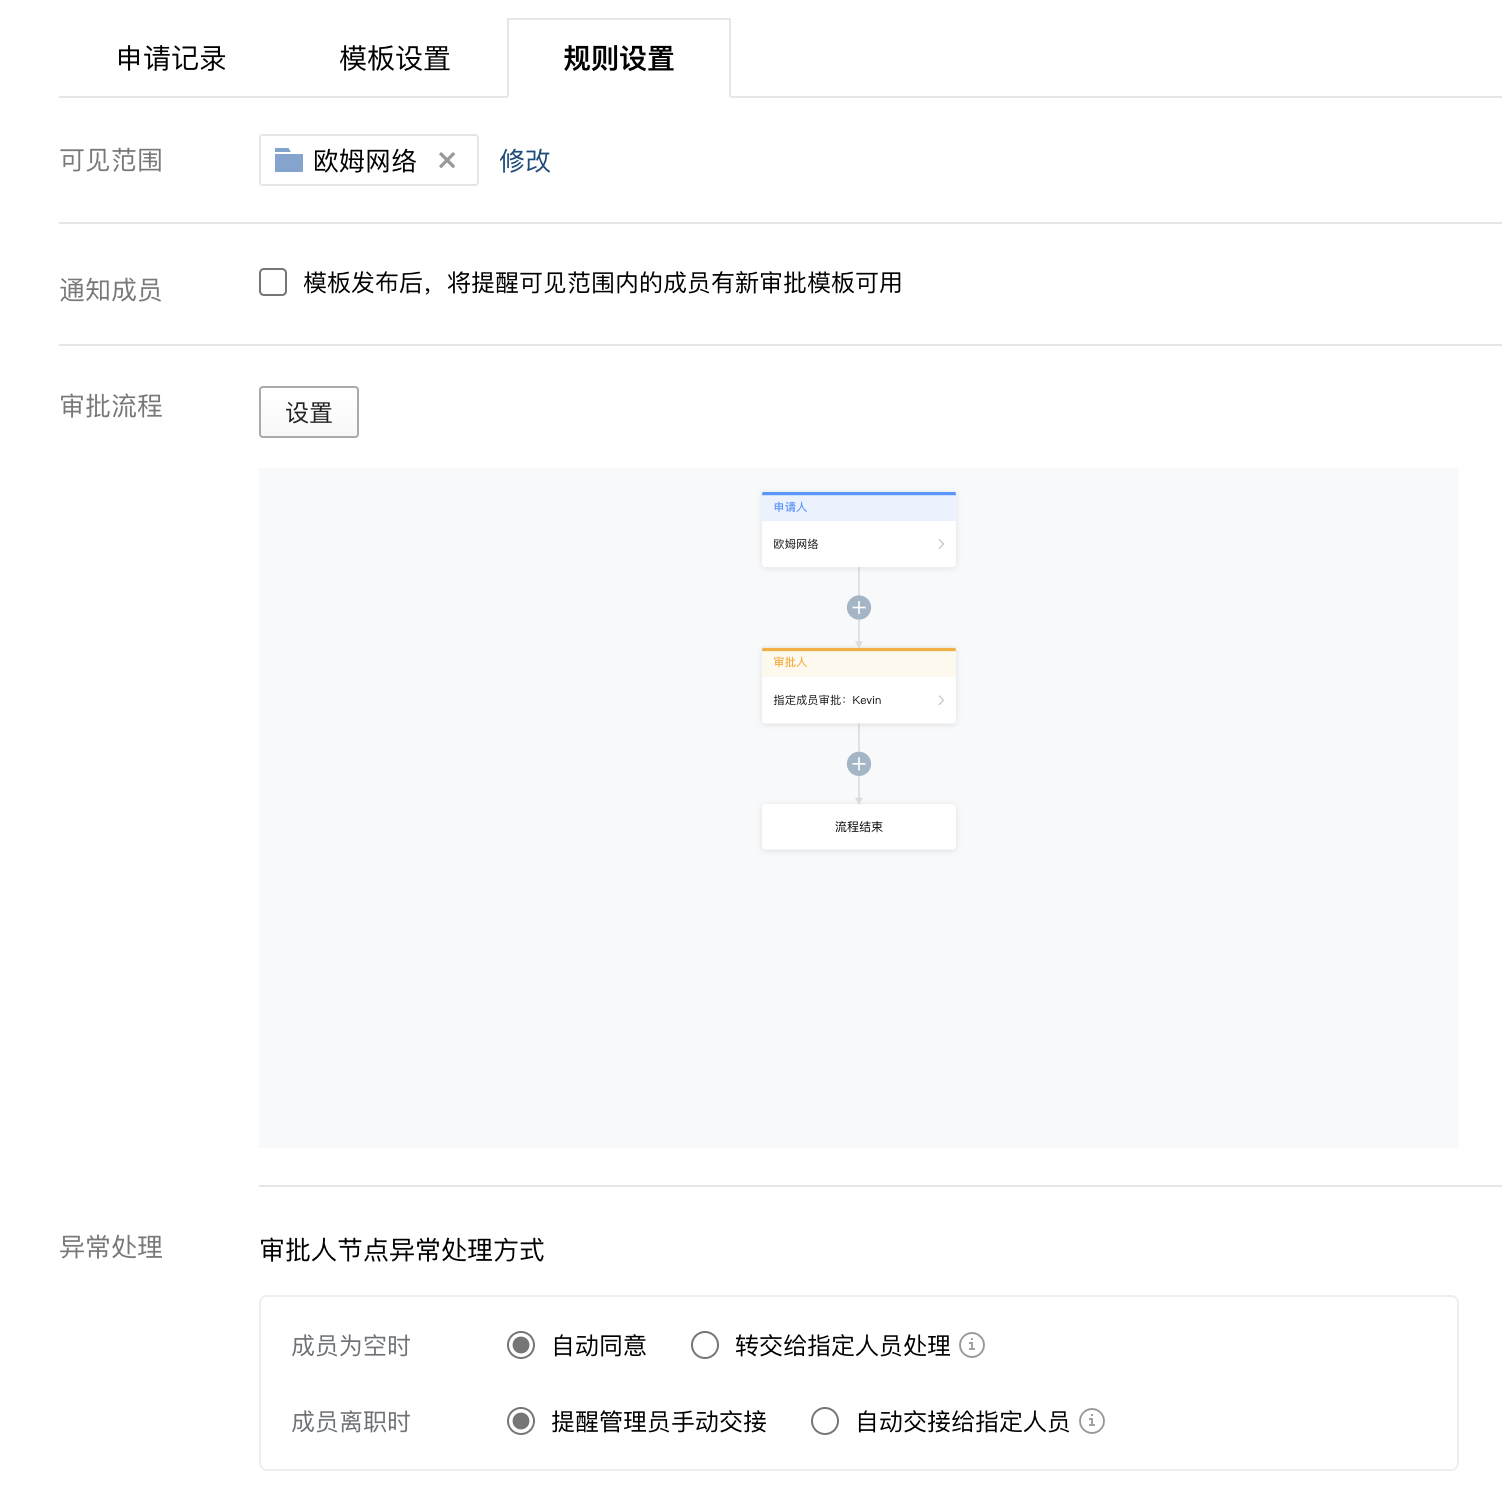 申请记录 模板设置 规则设置
可见范围 欧姆网络 修改
通知成员 模板发布后，将提醒可见范围内的成员有新审批模板可用
审批流程 设置
申请人
欧姆网络
审批人
指定成员审批：Kevin
流程结束
异常处理 审批人节点异常处理方式
成员为空时 自动同意 转交给指定人员处理
成员离职时 提醒管理员手动交接 自动交接给指定人员